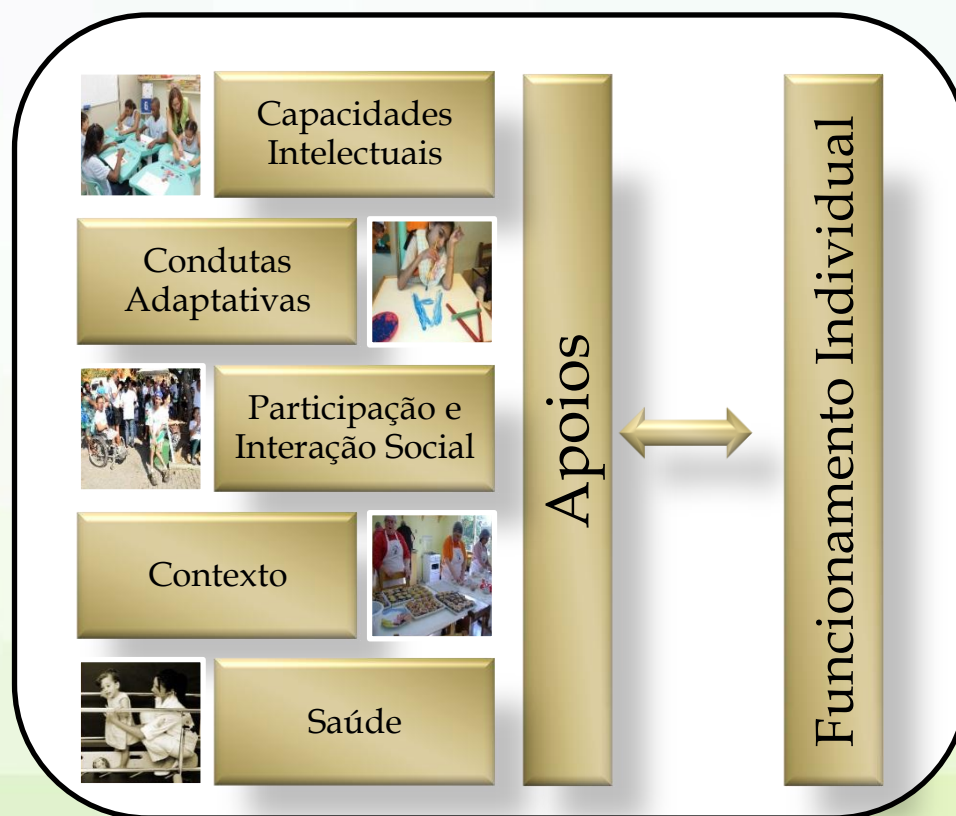 Capacidades
Intelectuais
Condutas
Adaptativas
Participação e
Interação Social
Contexto
Saúde
Apoios
Funcionamento Individual